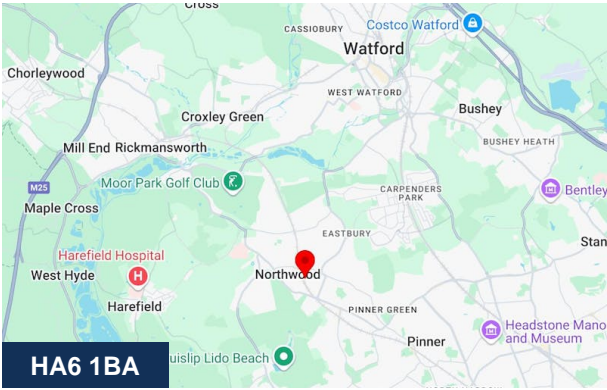 Cross
CASSIOBURY
Costco Watford
Watford
Chorleywood
WEST WATFORD
Croxley Green
Bushey
Mill End
Rickmansworth
BUSHEY HEATH
Moor Park Golf Club
M25
CARPENDERS
PARK
Bentley
Maple Cross
EASTBURY
Stan
Harefield Hospital
H
West Hyde
Northwood
Harefield
PINNER GREEN
Headstone Mano
and Museum
Pinner
uislip Lido Beach
HA6 1BA